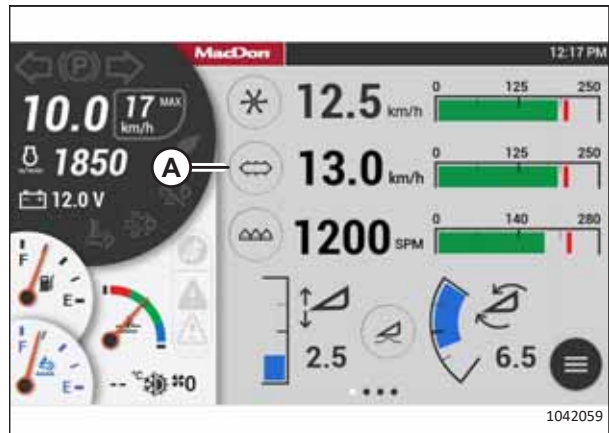 MacDon
12:17 PM
P
10.0 17 MAX
km/h
1850
12.0 V
F
E
F
E
-- °C 0
A
12.5 km/h
0 125 250
13.0 km/h
0 125 250
1200 SPM
0 140 280
2.5
6.5
1042059